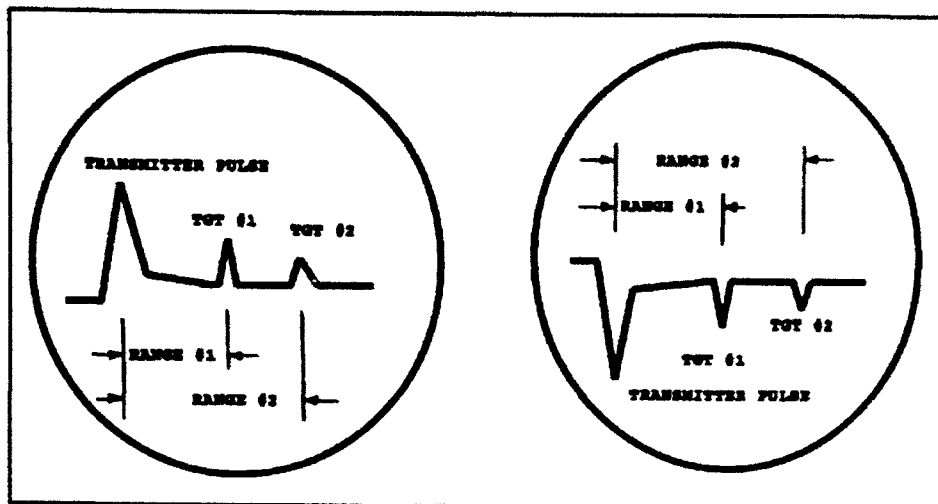 TRANSMITTER PULSE
TGT #1
TGT #2
RANGE #1
RANGE #2
RANGE #2
RANGE #1
TGT #2
TGT #1
TRANSMITTER PULSE